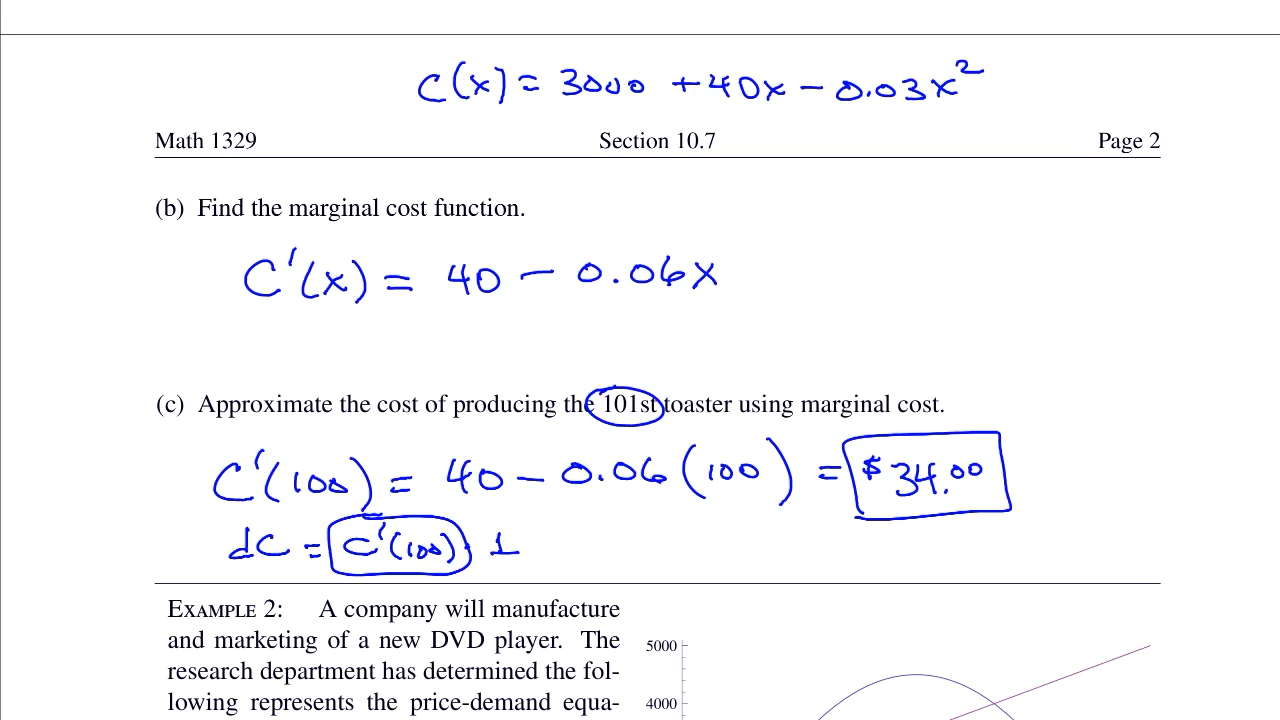 C(x) = 3000 + 40x - 0.03x²
Math 1329 Section 10.7 Page 2
(b) Find the marginal cost function.
C'(x) = 40 - 0.06x
(c) Approximate the cost of producing the 101st toaster using marginal cost.
C'(100) = 40 - 0.06(100) = $34.00
dC = C'(100) · 1
EXAMPLE 2: A company will manufacture
and marketing of a new DVD player. The
research department has determined the fol-
lowing represents the price-demand equa-
5000
4000